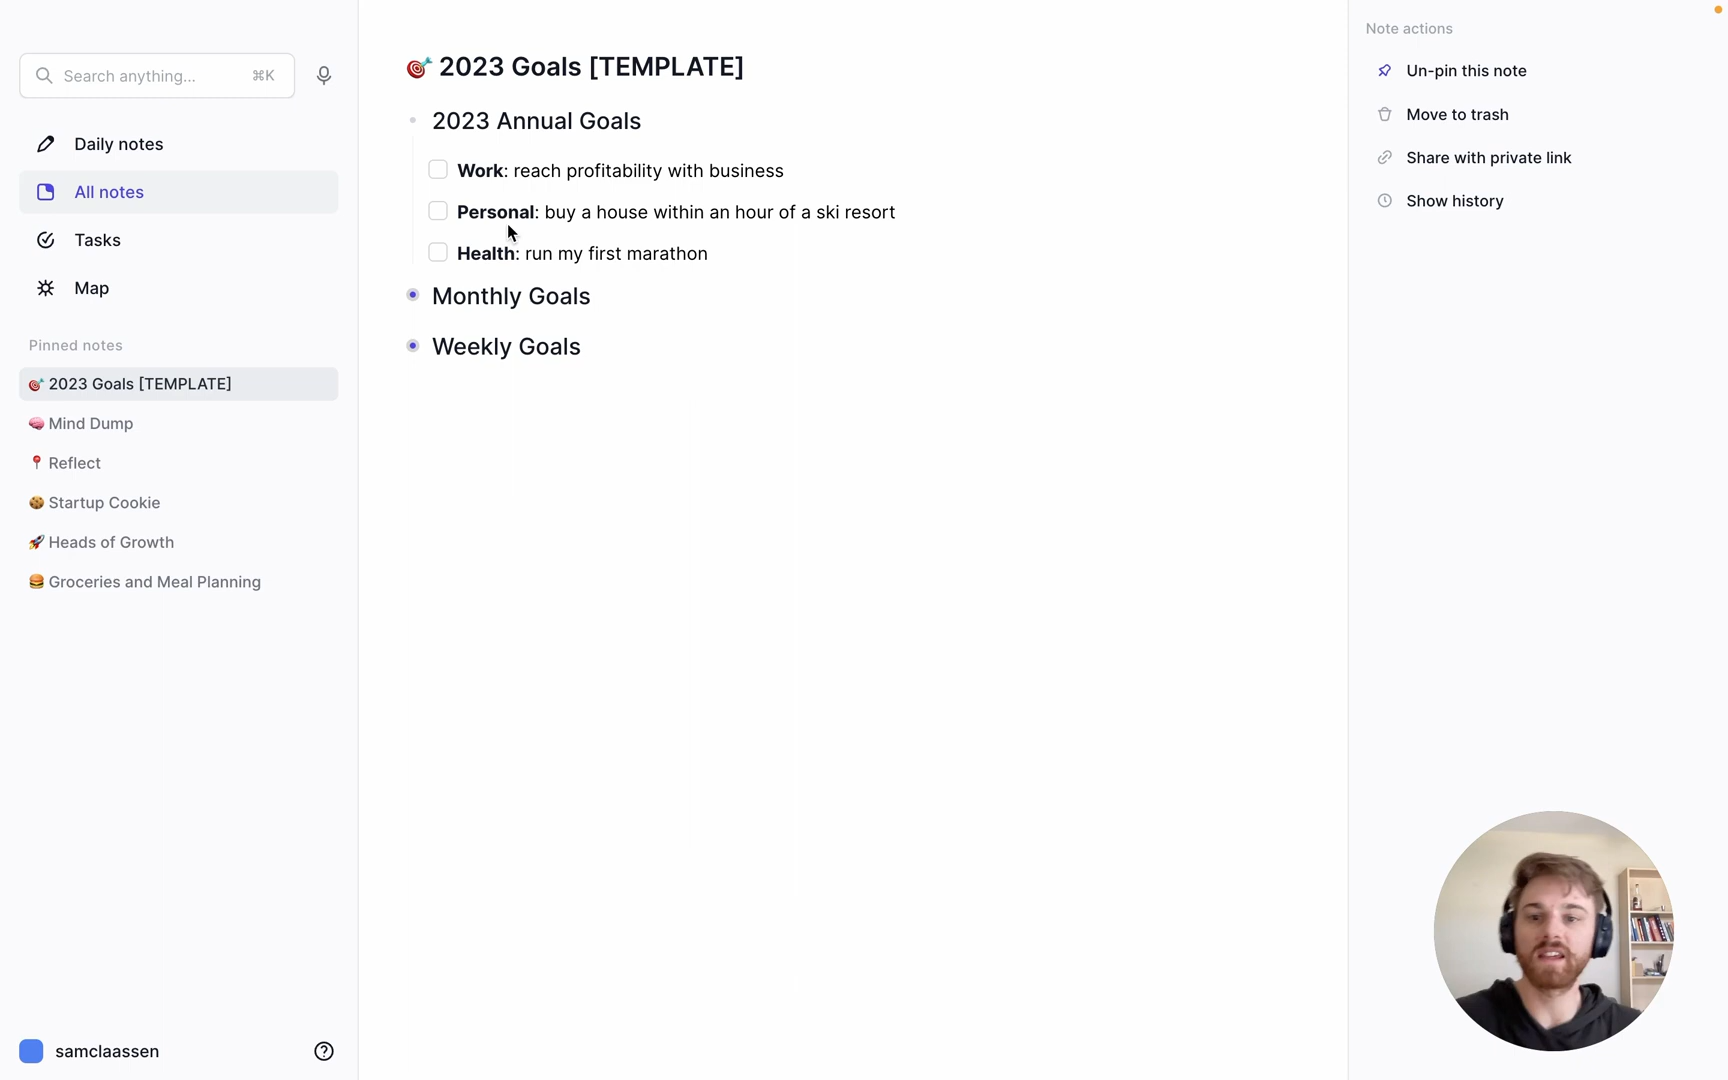 Search anything... ⌘K
Daily notes
All notes
Tasks
Map
Pinned notes
🎯 2023 Goals [TEMPLATE]
🧠 Mind Dump
📍 Reflect
🍪 Startup Cookie
🚀 Heads of Growth
🍔 Groceries and Meal Planning
samclaassen
🎯 2023 Goals [TEMPLATE]
2023 Annual Goals
Work: reach profitability with business
Personal: buy a house within an hour of a ski resort
Health: run my first marathon
Monthly Goals
Weekly Goals
Note actions
Un-pin this note
Move to trash
Share with private link
Show history